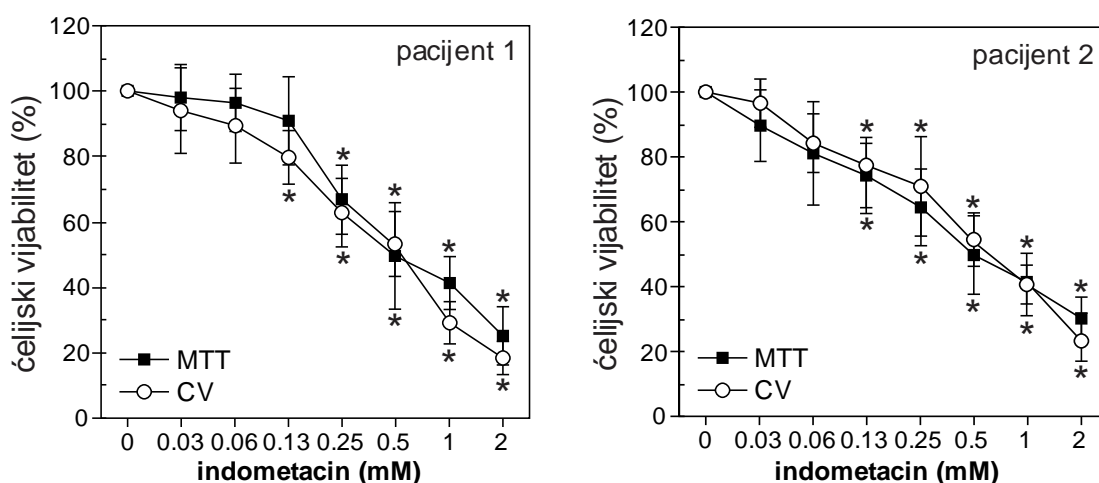 pacijent 1
ćelijski vijabilitet (%)
120
100
80
60
40
20
0
* * * * *
* * * *
MTT
CV
0 0.03 0.06 0.13 0.25 0.5 1 2
indometacin (mM)
pacijent 2
ćelijski vijabilitet (%)
120
100
80
60
40
20
0
* * * * *
* * * * *
MTT
CV
0 0.03 0.06 0.13 0.25 0.5 1 2
indometacin (mM)